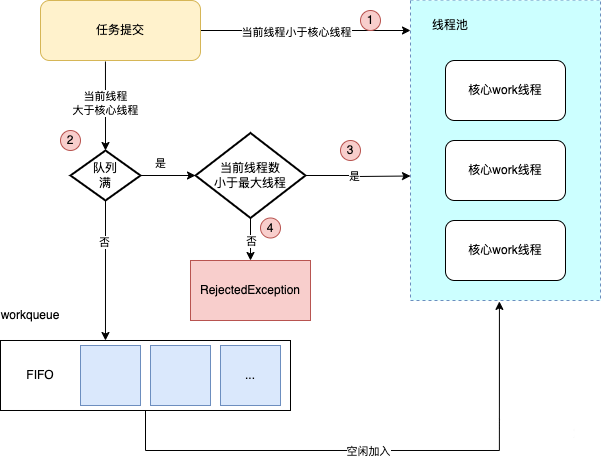 任务提交
1
当前线程小于核心线程
线程池
核心work线程
当前线程
大于核心线程
2
队列
满
是
当前线程数
小于最大线程
3
是
核心work线程
4
否
否
核心work线程
RejectedException
workqueue
FIFO
...
空闲加入